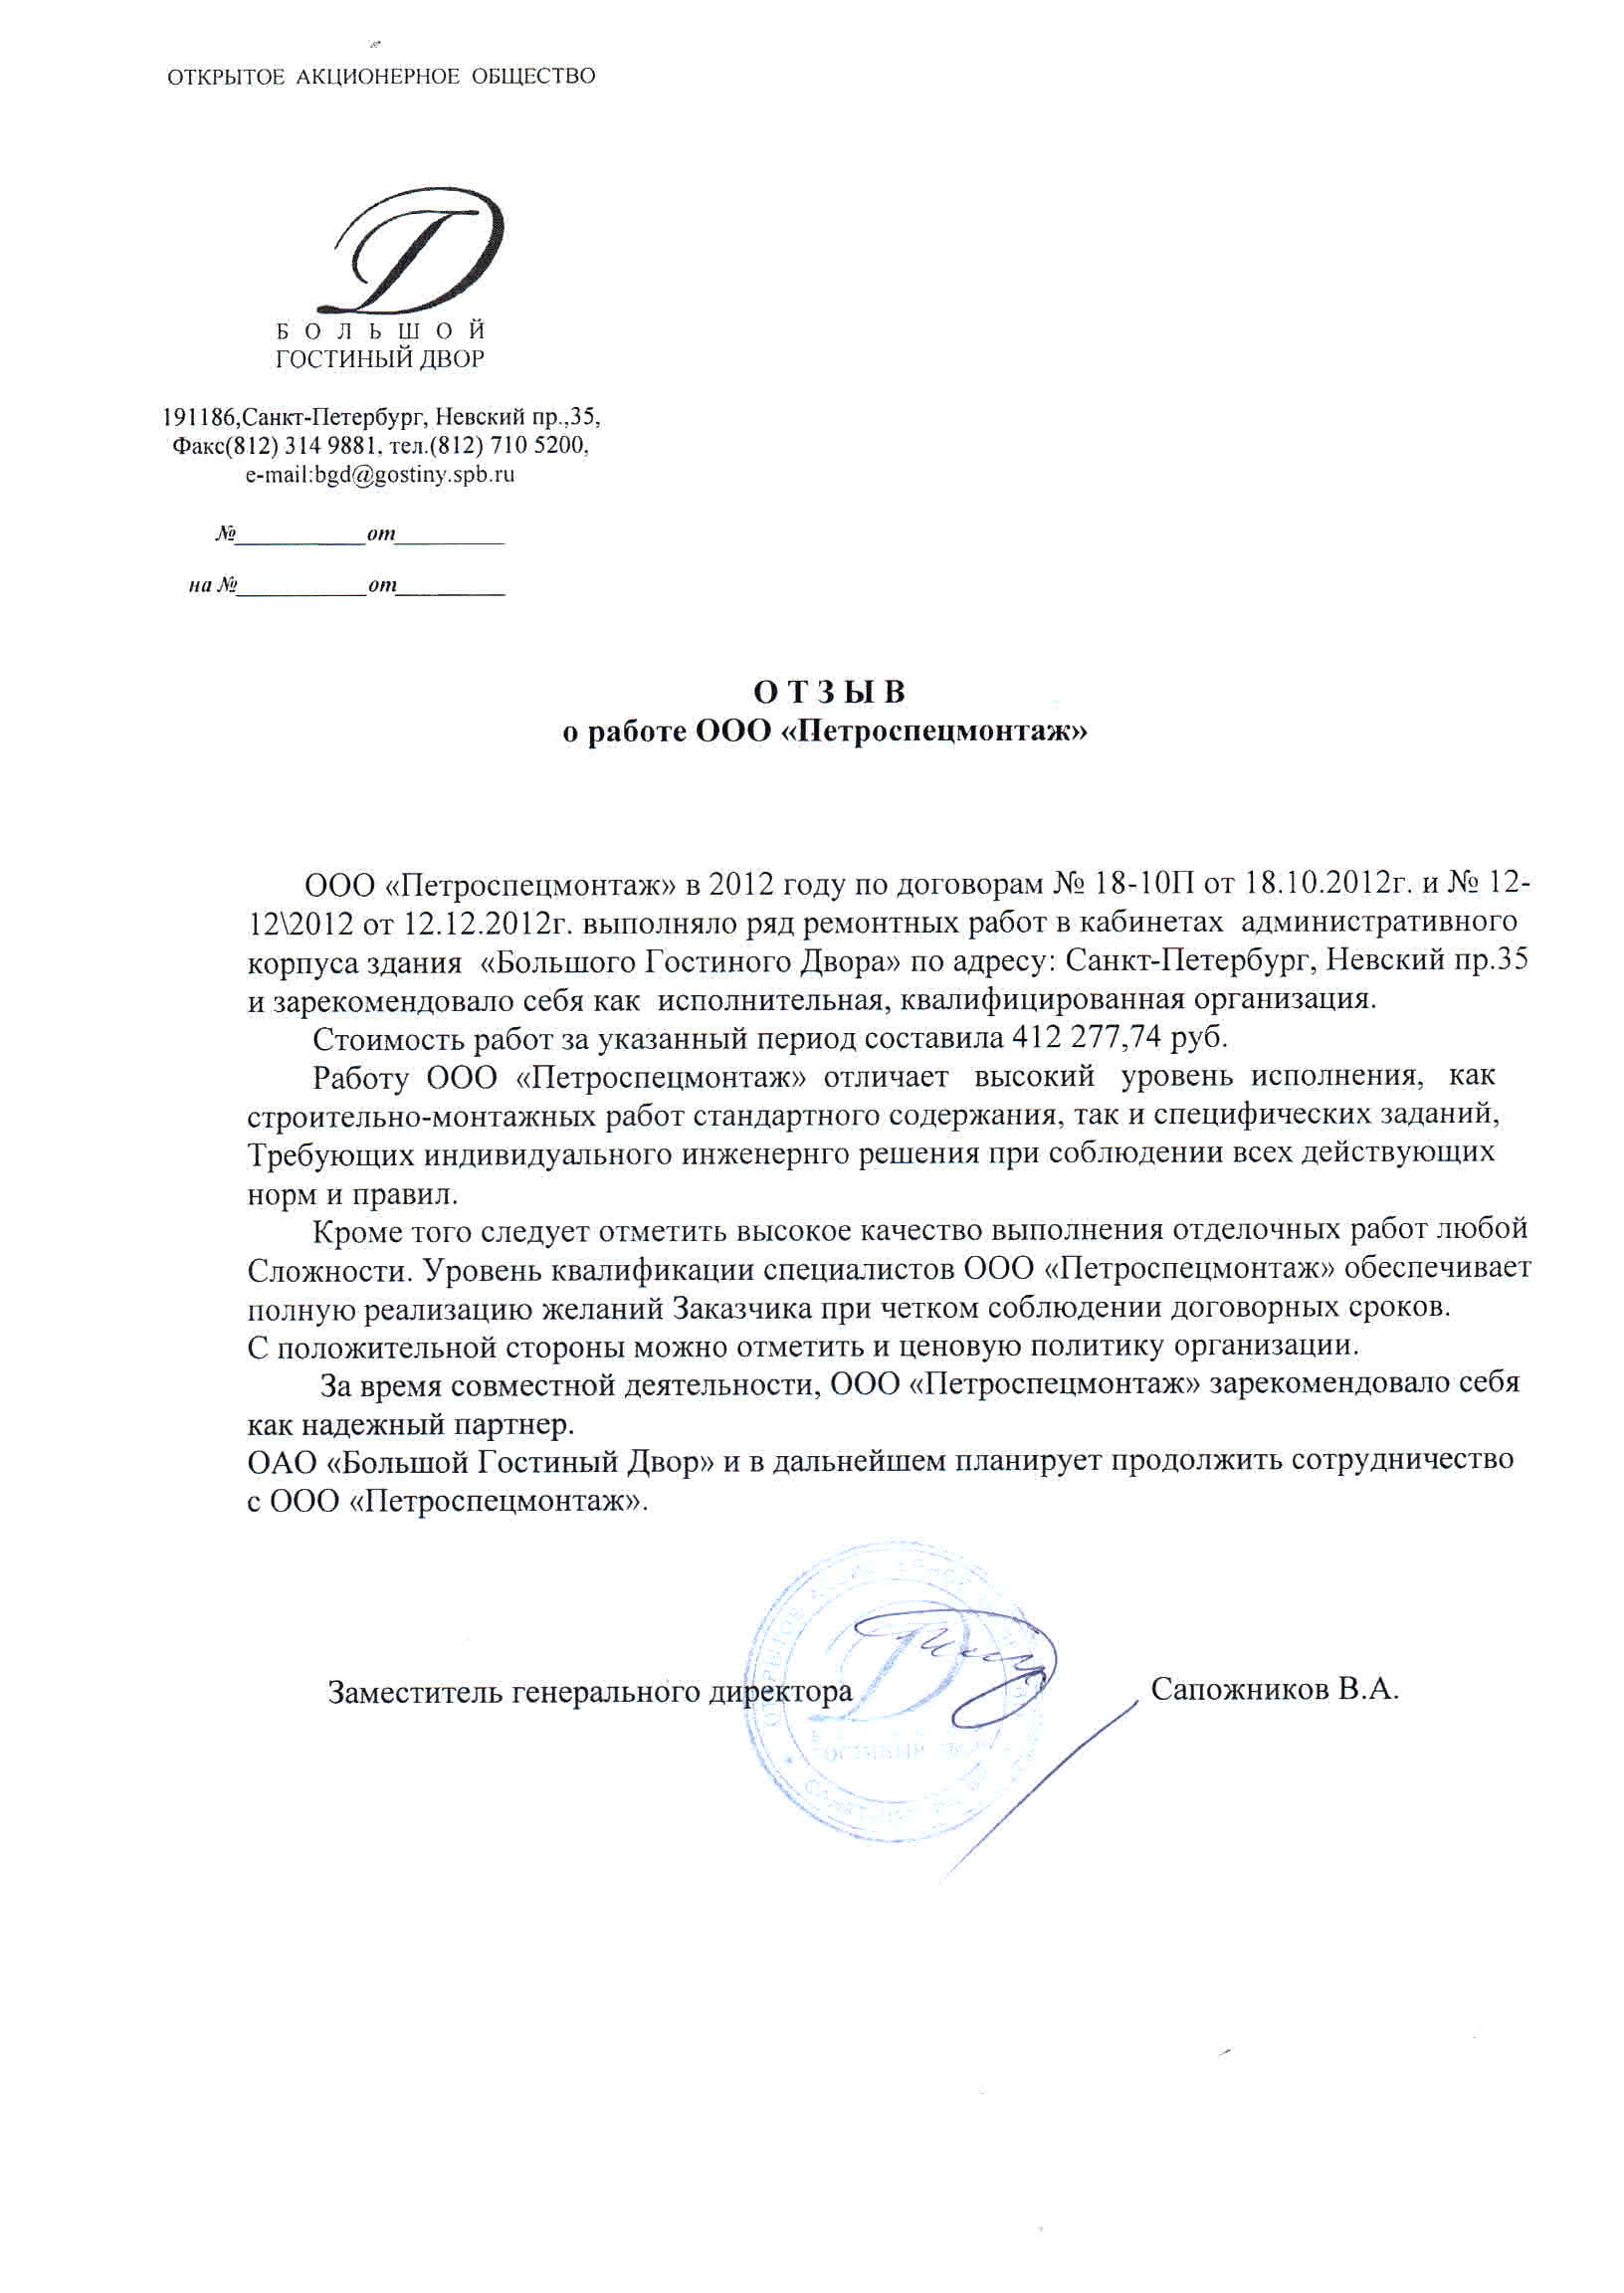 ОТКРЫТОЕ АКЦИОНЕРНОЕ ОБЩЕСТВО
Д
Б О Л Ь Ш О Й
ГОСТИНЫЙ ДВОР
191186,Санкт-Петербург, Невский пр.,35,
Факс(812) 314 9881, тел.(812) 710 5200,
e-mail:bgd@gostiny.spb.ru
№____________от__________
на №____________от__________
О Т З Ы В
о работе ООО «Петроспецмонтаж»
ООО «Петроспецмонтаж» в 2012 году по договорам № 18-10П от 18.10.2012г. и № 12-
12\2012 от 12.12.2012г. выполняло ряд ремонтных работ в кабинетах административного
корпуса здания «Большого Гостиного Двора» по адресу: Санкт-Петербург, Невский пр.35
и зарекомендовало себя как исполнительная, квалифицированная организация.
Стоимость работ за указанный период составила 412 277,74 руб.
Работу ООО «Петроспецмонтаж» отличает высокий уровень исполнения, как
строительно-монтажных работ стандартного содержания, так и специфических заданий,
Требующих индивидуального инженернго решения при соблюдении всех действующих
норм и правил.
Кроме того следует отметить высокое качество выполнения отделочных работ любой
Сложности. Уровень квалификации специалистов ООО «Петроспецмонтаж» обеспечивает
полную реализацию желаний Заказчика при четком соблюдении договорных сроков.
С положительной стороны можно отметить и ценовую политику организации.
За время совместной деятельности, ООО «Петроспецмонтаж» зарекомендовало себя
как надежный партнер.
ОАО «Большой Гостиный Двор» и в дальнейшем планирует продолжить сотрудничество
с ООО «Петроспецмонтаж».
Заместитель генерального директора Сапожников В.А.